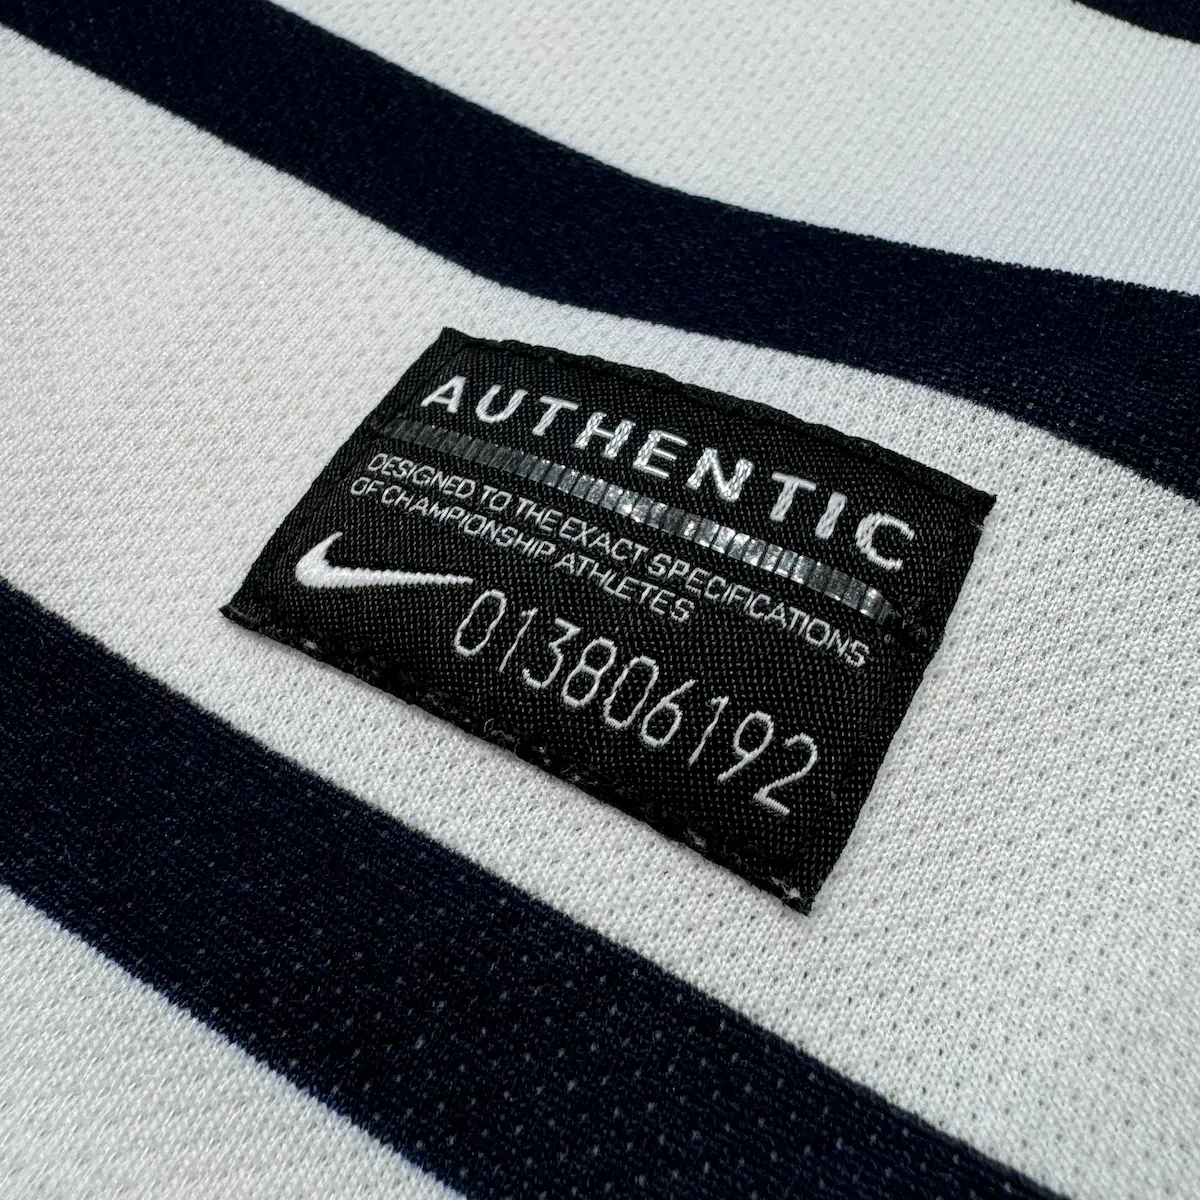 AUTHENTIC
DESIGNED TO THE EXACT SPECIFICATIONS
OF CHAMPIONSHIP ATHLETES
013806192